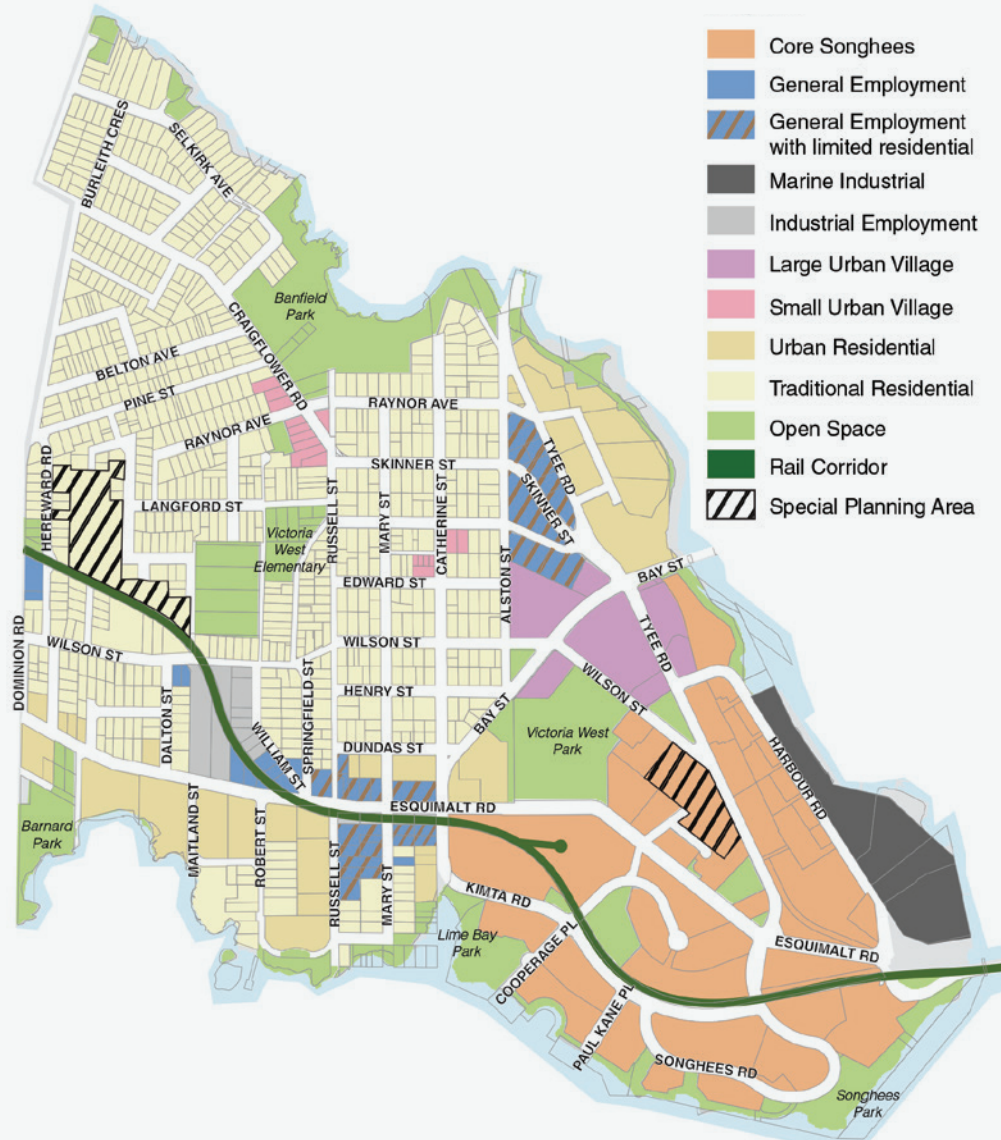 Core Songhees
General Employment
General Employment
with limited residential
Marine Industrial
Industrial Employment
Large Urban Village
Small Urban Village
Urban Residential
Traditional Residential
Open Space
Rail Corridor
Special Planning Area
BURLEITH CRES
SELKIRK AVE
Banfield
Park
CRAIGFLOWER RD
BELTON AVE
PINE ST
RAYNOR AVE
RAYNOR AVE
TYEE RD
HEREWARD RD
SKINNER ST
SKINNER ST
LANGFORD ST
RUSSELL ST
MARY ST
CATHERINE ST
Victoria
West
Elementary
ALSTON ST
EDWARD ST
BAY ST
DOMINION RD
WILSON ST
WILSON ST
WILSON ST
TYEE RD
HENRY ST
SPRINGFIELD ST
DALTON ST
BAY ST
Victoria West
Park
DUNDAS ST
WILLIAM ST
HARBOUR RD
ESQUIMALT RD
Barnard
Park
MAITLAND ST
ROBERT ST
RUSSELL ST
MARY ST
KIMTA RD
Lime Bay
Park
COOPERAGE PL
ESQUIMALT RD
PAUL KANE PL
SONGHEES RD
Songhees
Park